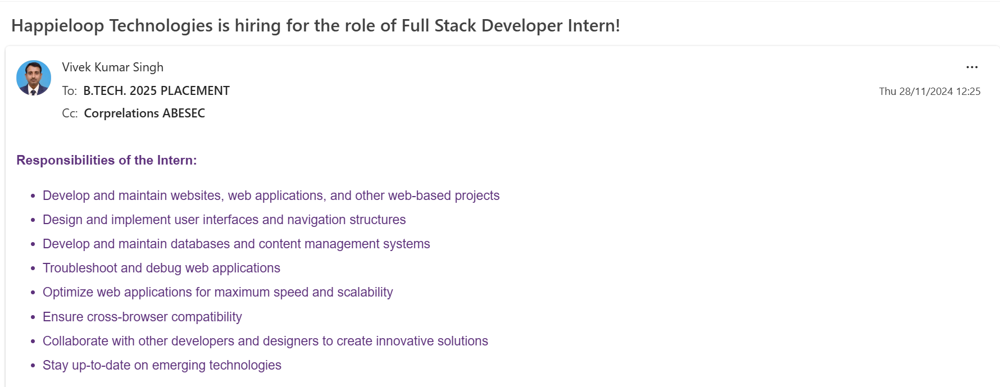 Happieloop Technologies is hiring for the role of Full Stack Developer Intern!
Vivek Kumar Singh
To: B.TECH. 2025 PLACEMENT
Thu 28/11/2024 12:25
Cc: Corprelations ABESEC
Responsibilities of the Intern:
• Develop and maintain websites, web applications, and other web-based projects
• Design and implement user interfaces and navigation structures
• Develop and maintain databases and content management systems
• Troubleshoot and debug web applications
• Optimize web applications for maximum speed and scalability
• Ensure cross-browser compatibility
• Collaborate with other developers and designers to create innovative solutions
• Stay up-to-date on emerging technologies